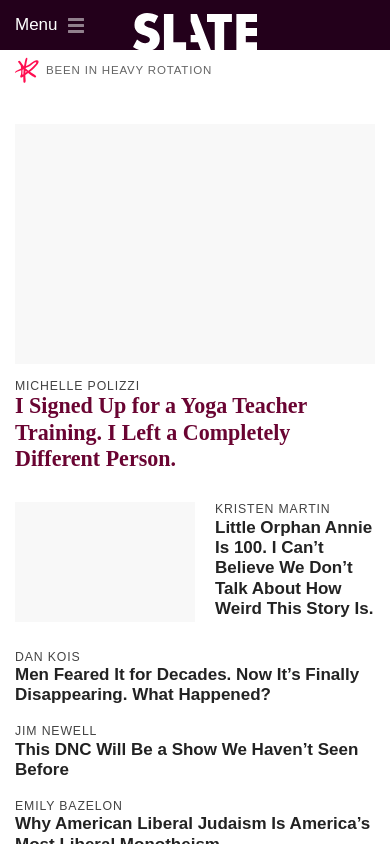 Menu
SLATE
BEEN IN HEAVY ROTATION
MICHELLE POLIZZI
I Signed Up for a Yoga Teacher
Training. I Left a Completely
Different Person.
KRISTEN MARTIN
Little Orphan Annie
Is 100. I Can’t
Believe We Don’t
Talk About How
Weird This Story Is.
DAN KOIS
Men Feared It for Decades. Now It’s Finally
Disappearing. What Happened?
JIM NEWELL
This DNC Will Be a Show We Haven’t Seen
Before
EMILY BAZELON
Why American Liberal Judaism Is America’s
Most Liberal Monotheism